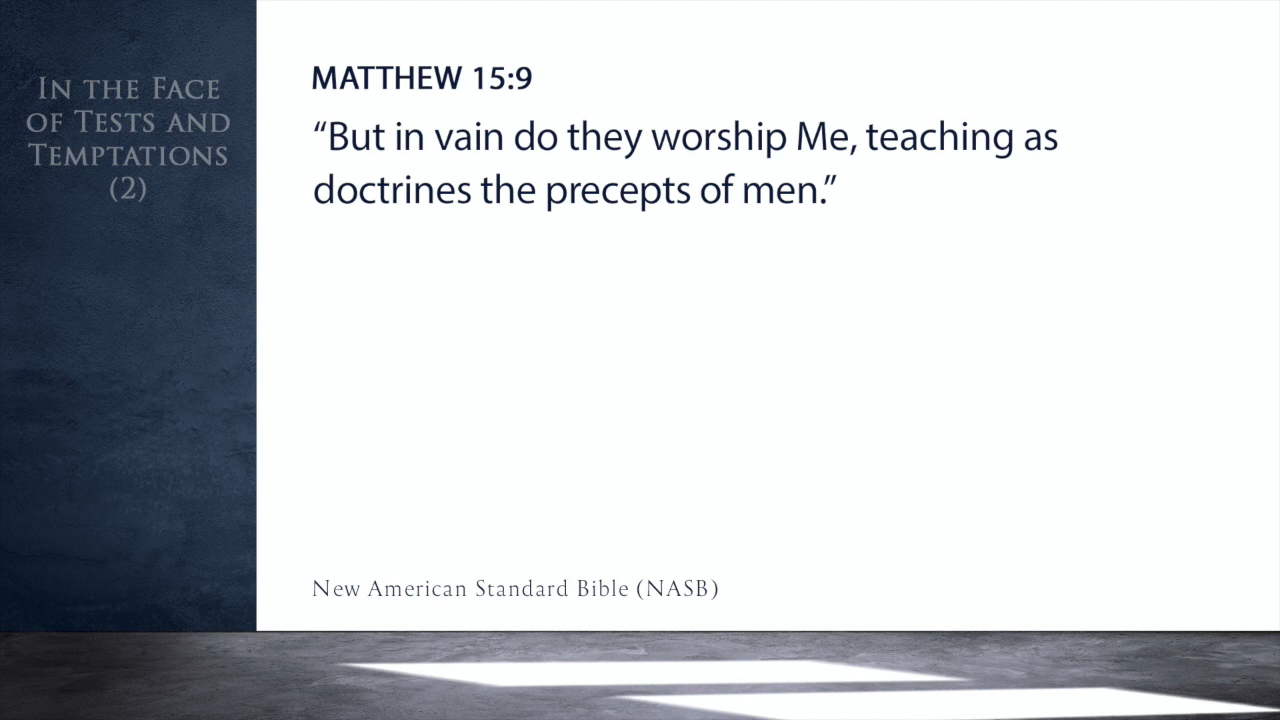 IN THE FACE
OF TESTS AND
TEMPTATIONS
(2)
MATTHEW 15:9
“But in vain do they worship Me, teaching as
doctrines the precepts of men.”
New American Standard Bible (NASB)